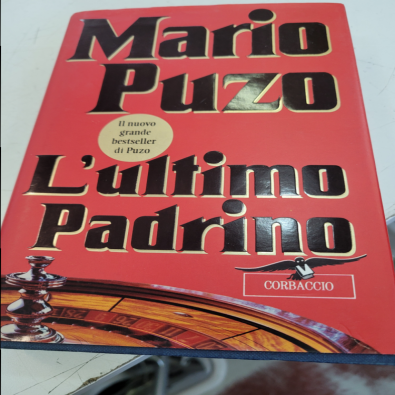 Mario
Puzo
Il nuovo
grande
bestseller
di Puzo
L'ultimo
Padrino
CORBACCIO